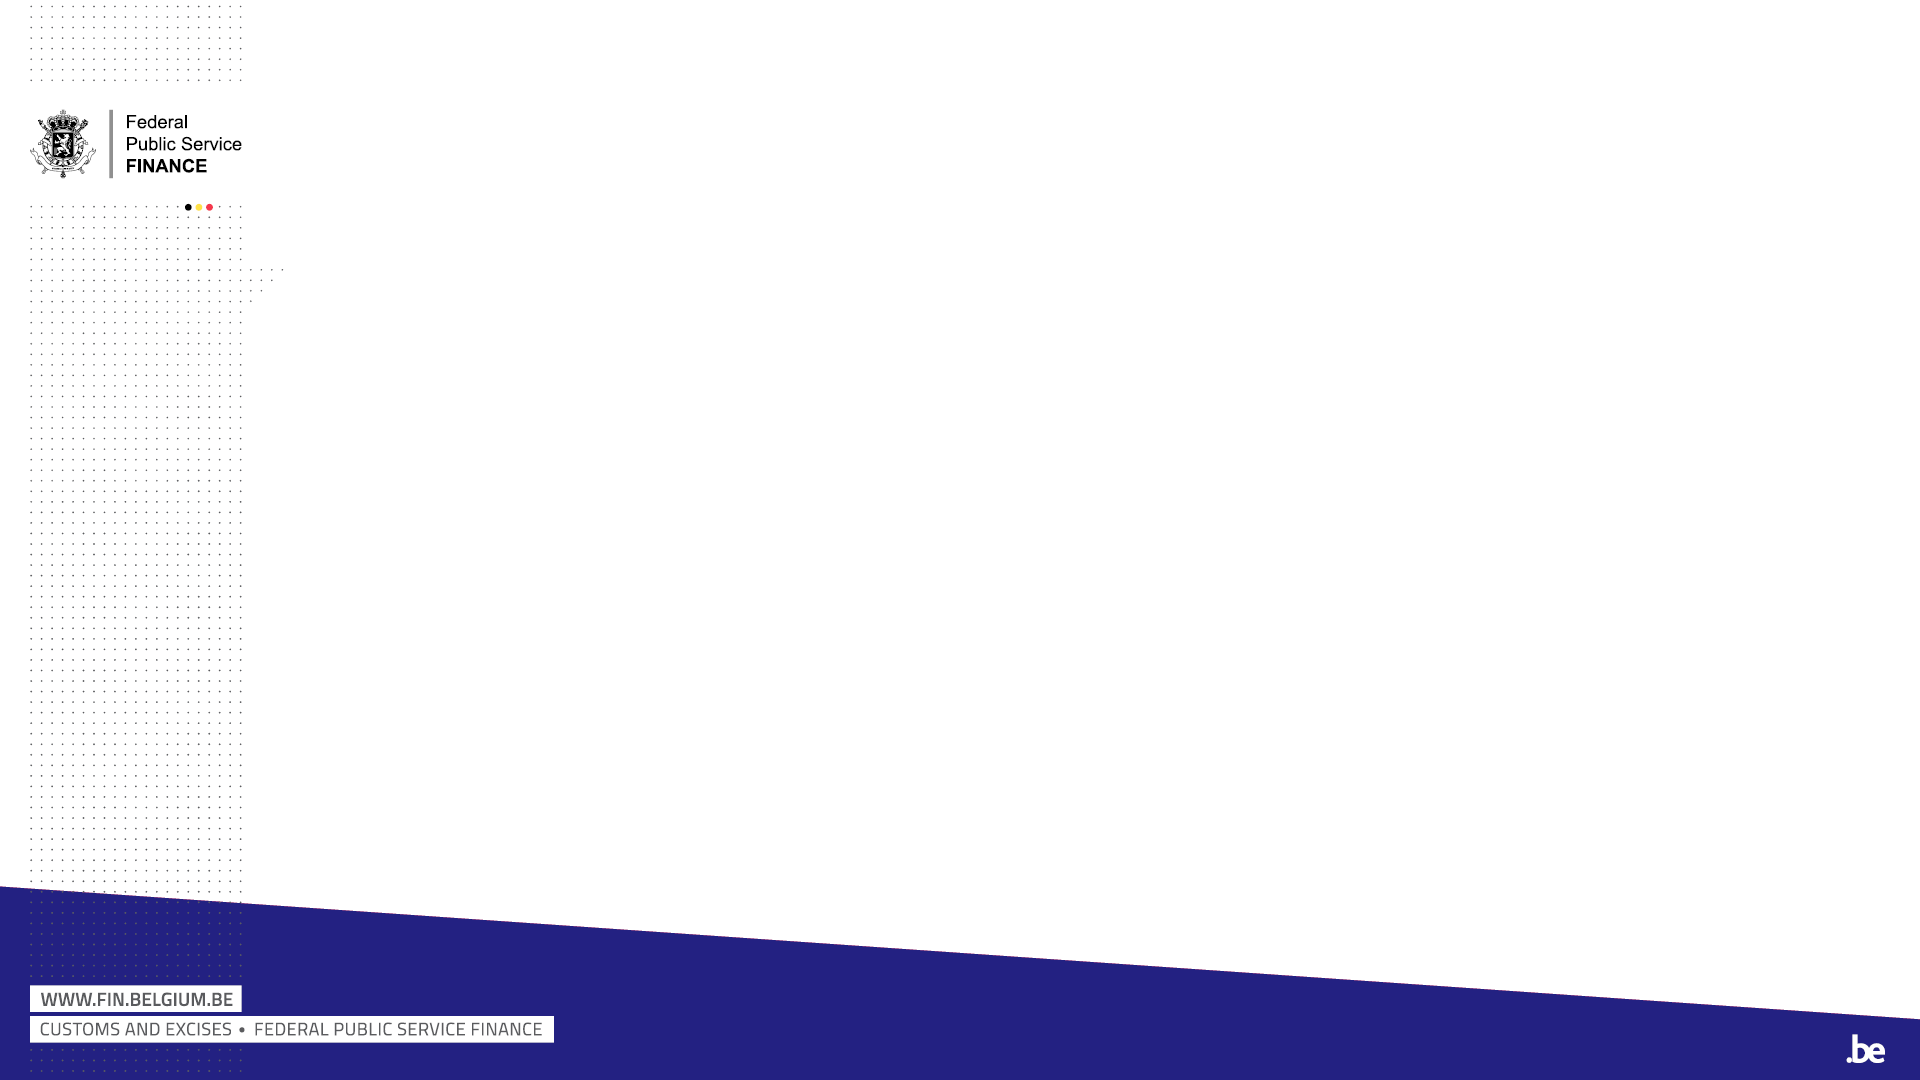 Federal
Public Service
FINANCE
WWW.FIN.BELGIUM.BE
CUSTOMS AND EXCISES • FEDERAL PUBLIC SERVICE FINANCE
.be